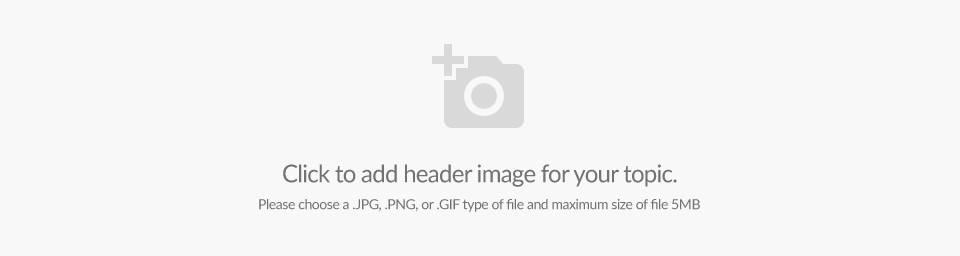 Click to add header image for your topic.
Please choose a .JPG, .PNG, or .GIF type of file and maximum size of file 5MB